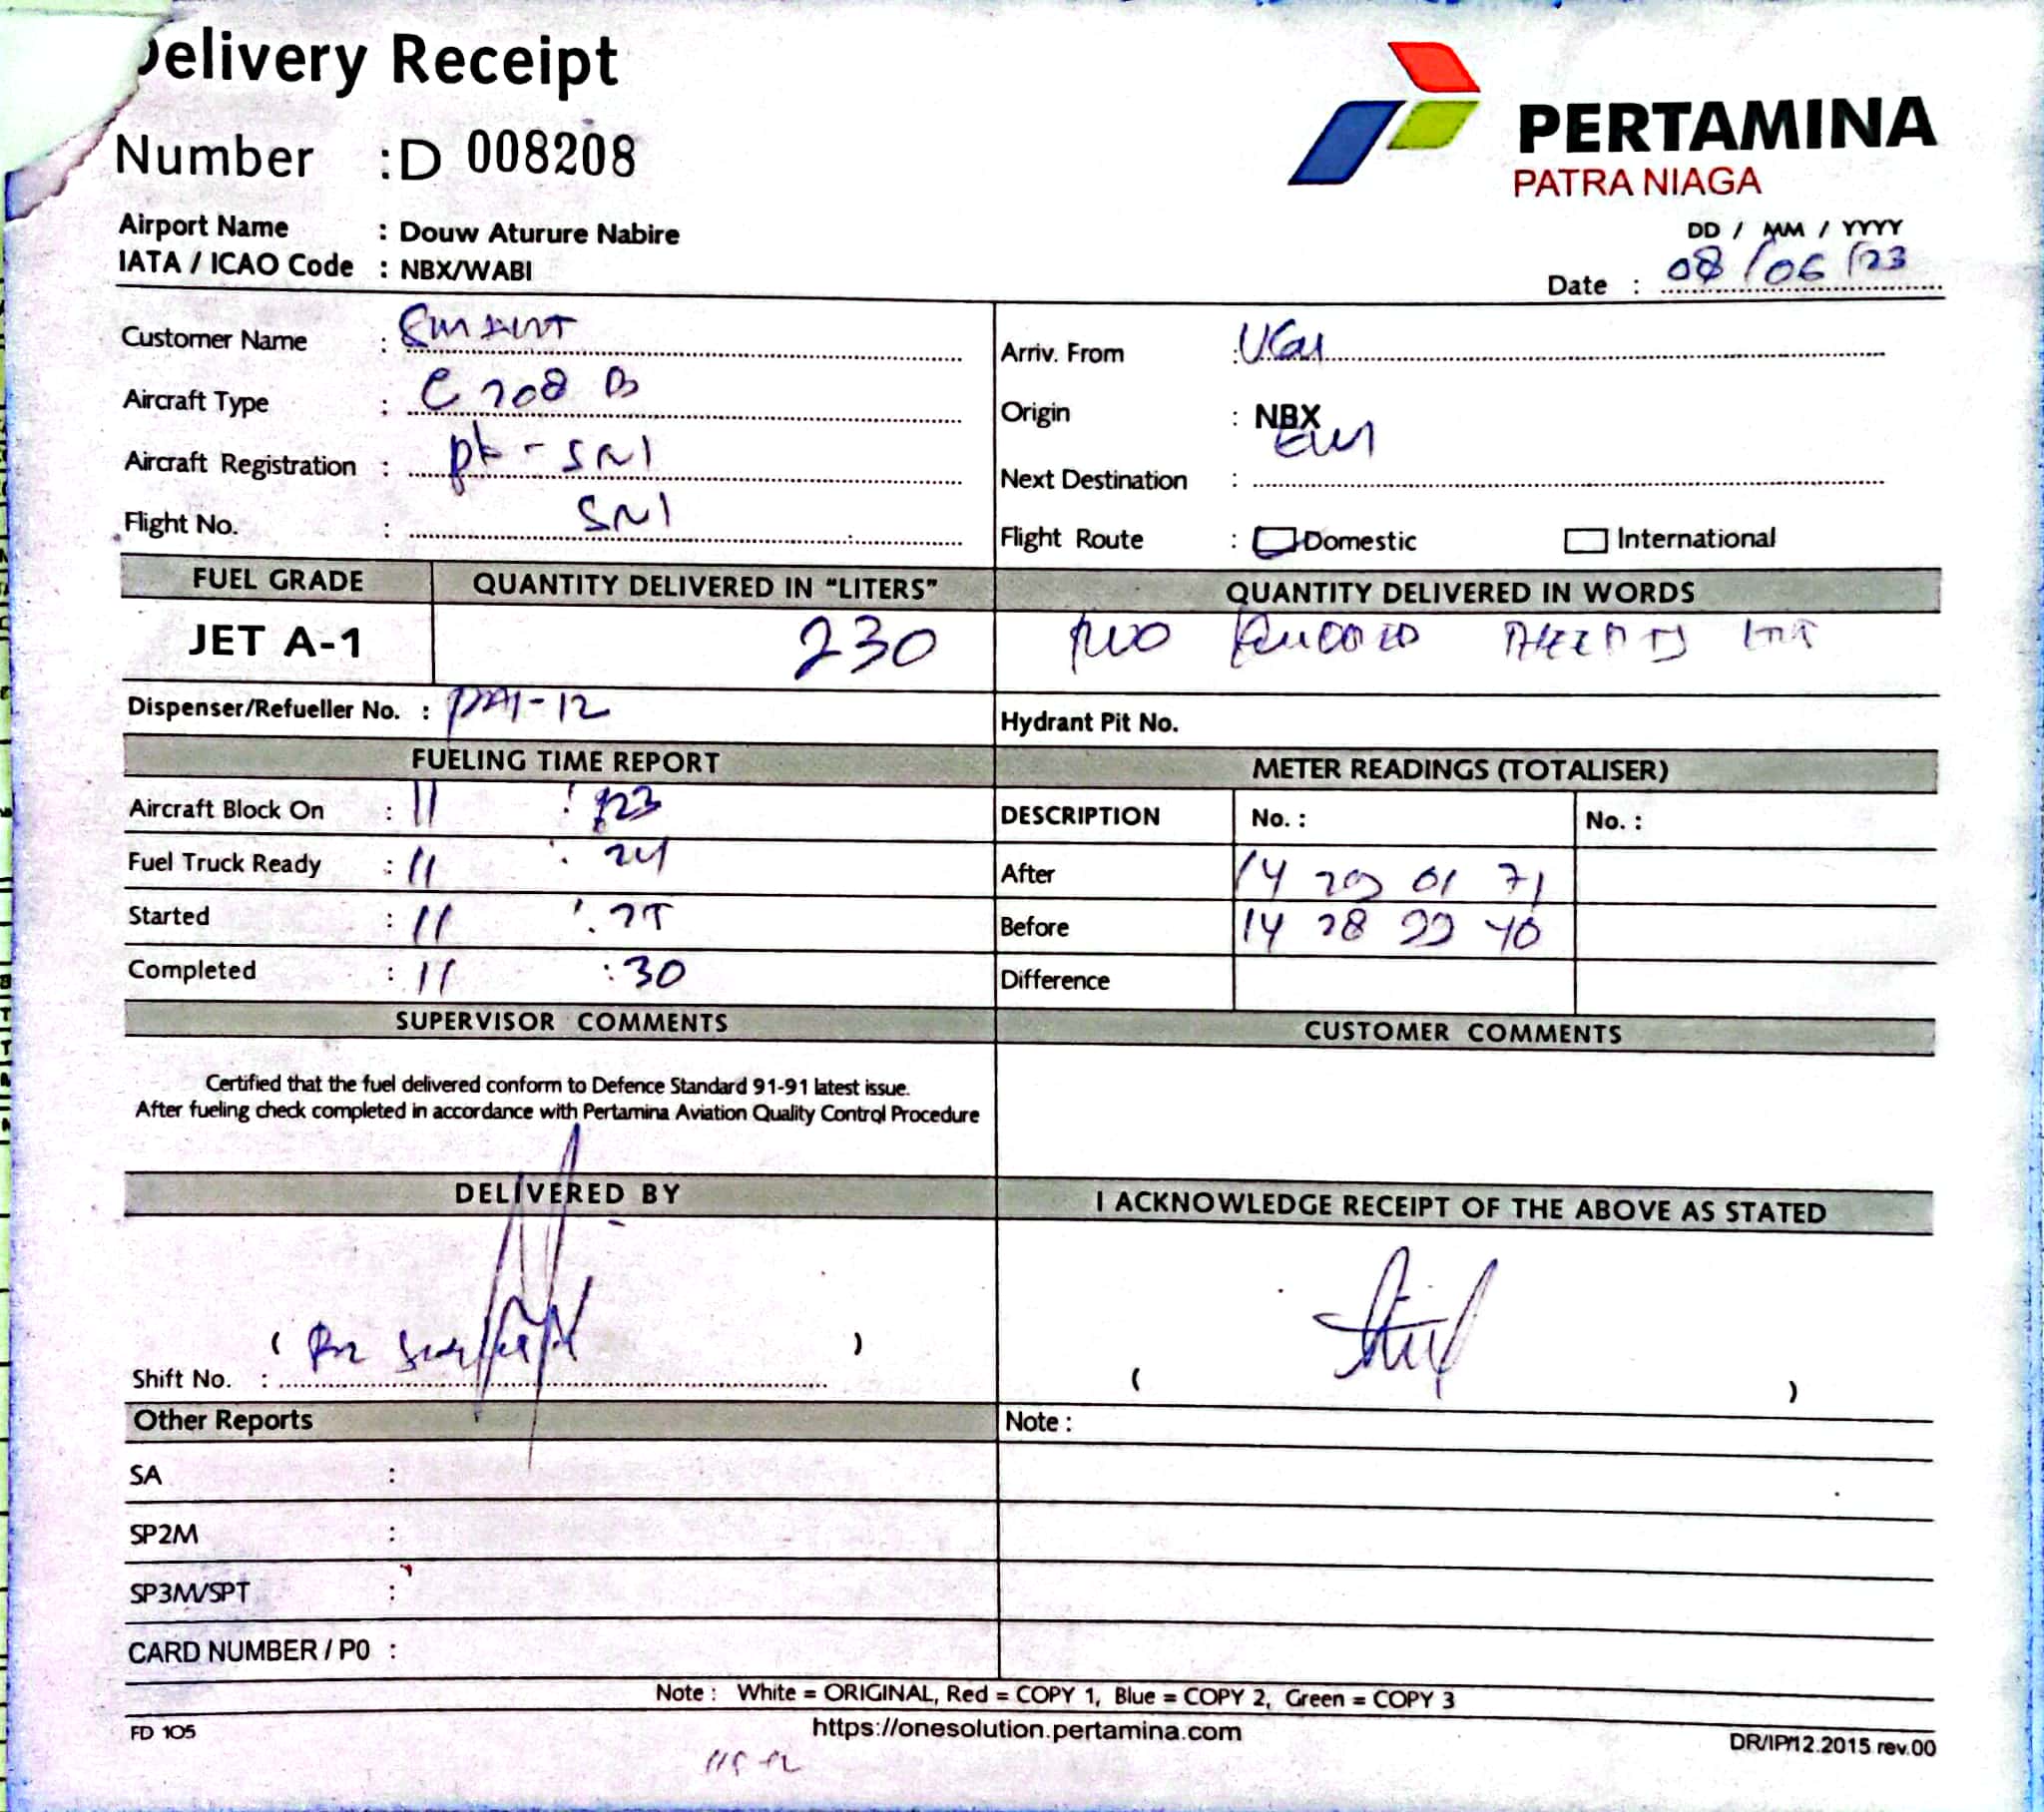 Delivery Receipt
Number : D 008208
PERTAMINA
PATRA NIAGA
Airport Name : Douw Aturure Nabire
IATA / ICAO Code : NBX/WABI
DD / MM / YYYY
Date : 08/06/23
Customer Name :
Aircraft Type : C 208 B
Aircraft Registration : pk - SNI
Flight No. : SNI
Arriv. From :
Origin : NBX
Next Destination :
Flight Route : Domestic International
FUEL GRADE QUANTITY DELIVERED IN "LITERS" QUANTITY DELIVERED IN WORDS
JET A-1 230
Dispenser/Refueller No. :
Hydrant Pit No.
FUELING TIME REPORT METER READINGS (TOTALISER)
Aircraft Block On : 11 : 23
DESCRIPTION No. : No. :
Fuel Truck Ready : 11 : 24
After 14 29 01 71
Started : 11 : 25
Before 14 28 99 40
Completed : 11 : 30
Difference
SUPERVISOR COMMENTS CUSTOMER COMMENTS
Certified that the fuel delivered conform to Defence Standard 91-91 latest issue.
After fueling check completed in accordance with Pertamina Aviation Quality Control Procedure
DELIVERED BY I ACKNOWLEDGE RECEIPT OF THE ABOVE AS STATED
( )
Shift No. :
( )
Other Reports Note :
SA :
SP2M :
SP3M/SPT :
CARD NUMBER / PO :
Note : White = ORIGINAL, Red = COPY 1, Blue = COPY 2, Green = COPY 3
FD 105 https://onesolution.pertamina.com DR/IP/12.2015 rev.00